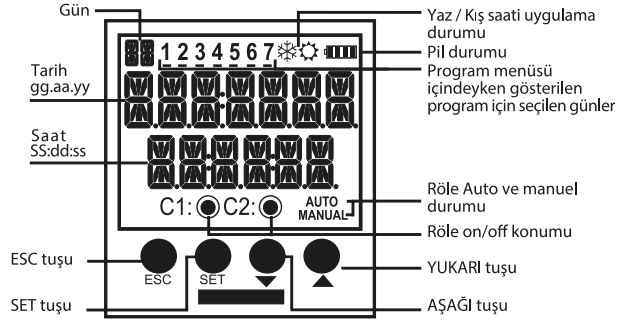 Gün
Yaz / Kış saati uygulama
durumu
1 2 3 4 5 6 7
Pil durumu
Tarih
gg.aa.yy
Program menüsü
içindeyken gösterilen
program için seçilen günler
Saat
SS:dd:ss
C1: C2:
AUTO
MANUAL
Röle Auto ve manuel
durumu
Röle on/off konumu
ESC tuşu
ESC
SET
YUKARI tuşu
SET tuşu
AŞAĞI tuşu